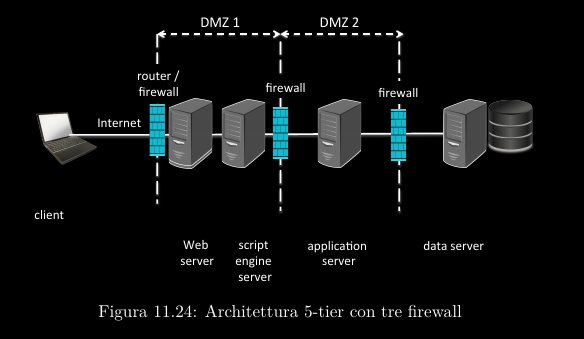 DMZ 1
DMZ 2
router /
firewall
firewall
firewall
Internet
client
Web
server
script
engine
server
application
server
data server
Figura 11.24: Architettura 5-tier con tre firewall